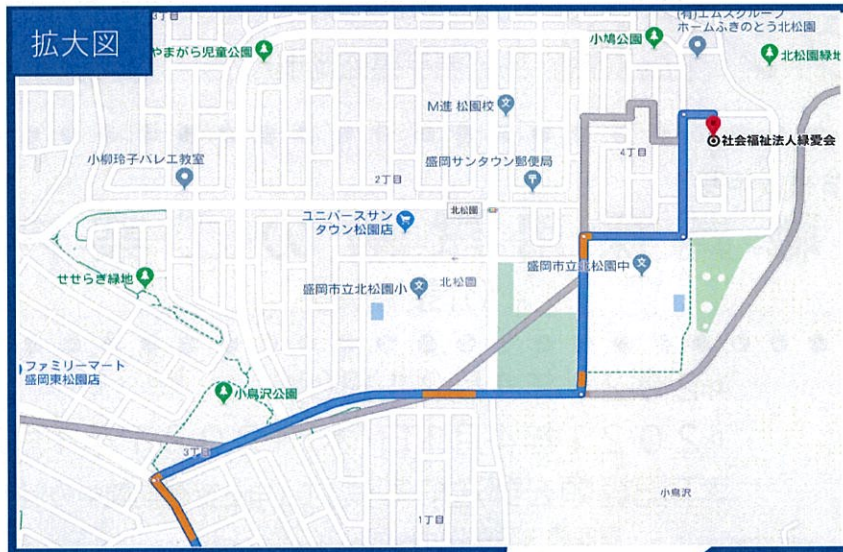 拡大図
3丁目
やまがら児童公園
小鳩公園
(有)エムズグループ
ホームふきのとう北松園
北松園緑地
M進 松園校
社会福祉法人緑愛会
4丁目
小柳玲子バレエ教室
盛岡サンタウン郵便局
2丁目
ユニバースサン
タウン松園店
北松園
せせらぎ緑地
盛岡市立北松園小
北松園
盛岡市立北松園中
ファミリーマート
盛岡東松園店
小鳥沢公園
3丁目
小鳥沢
1丁目